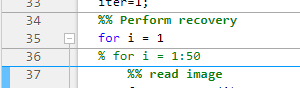 33 iter=1;
34 %% Perform recovery
35 for i = 1
36 % for i = 1:50
37 %% read image